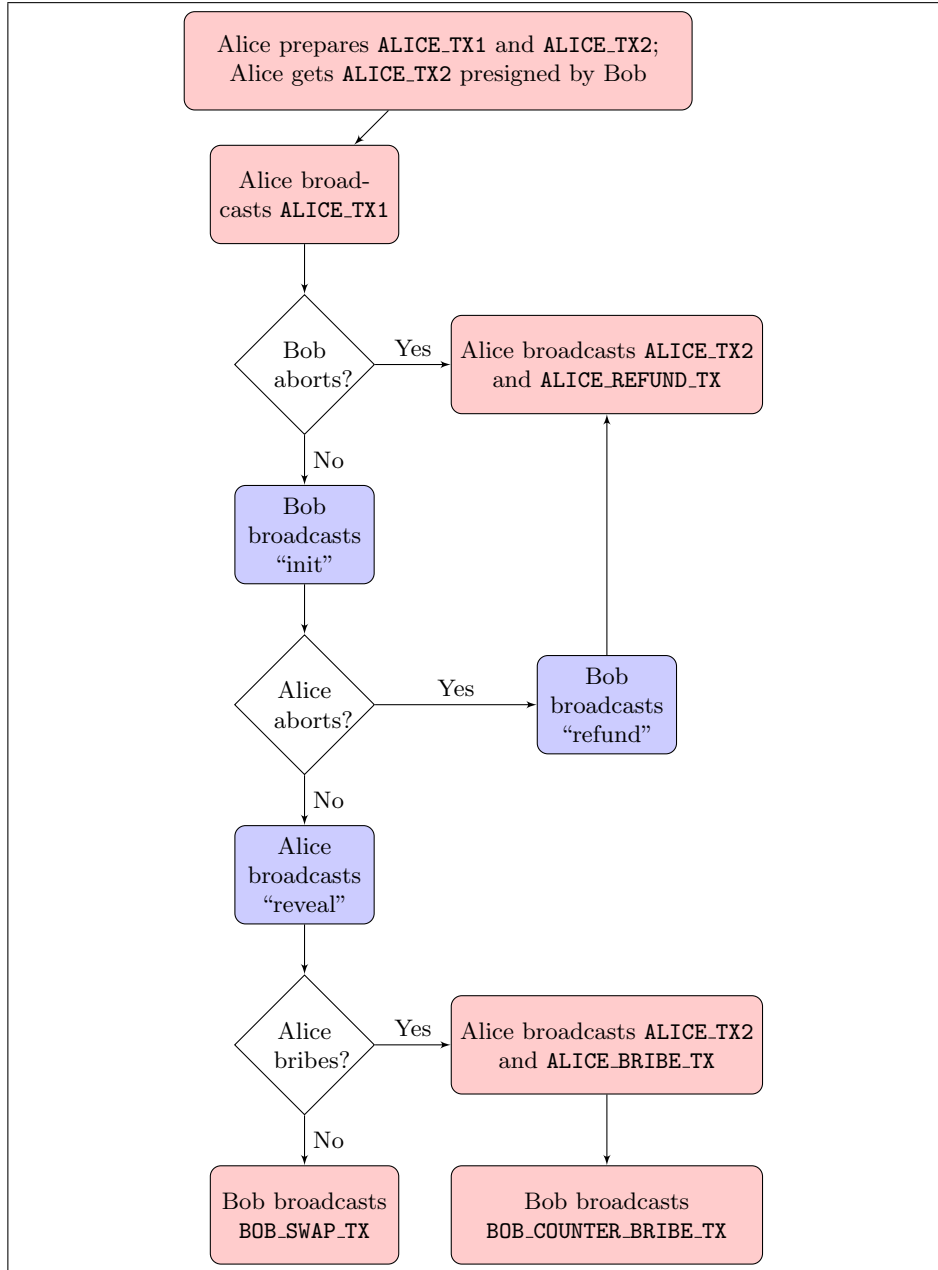 Alice prepares ALICE_TX1 and ALICE_TX2;
Alice gets ALICE_TX2 presigned by Bob
Alice broad-
casts ALICE_TX1
Bob
aborts?
Yes
Alice broadcasts ALICE_TX2
and ALICE_REFUND_TX
No
Bob
broadcasts
“init”
Alice
aborts?
Yes
Bob
broadcasts
“refund”
No
Alice
broadcasts
“reveal”
Alice
bribes?
Yes
Alice broadcasts ALICE_TX2
and ALICE_BRIBE_TX
No
Bob broadcasts
BOB_SWAP_TX
Bob broadcasts
BOB_COUNTER_BRIBE_TX